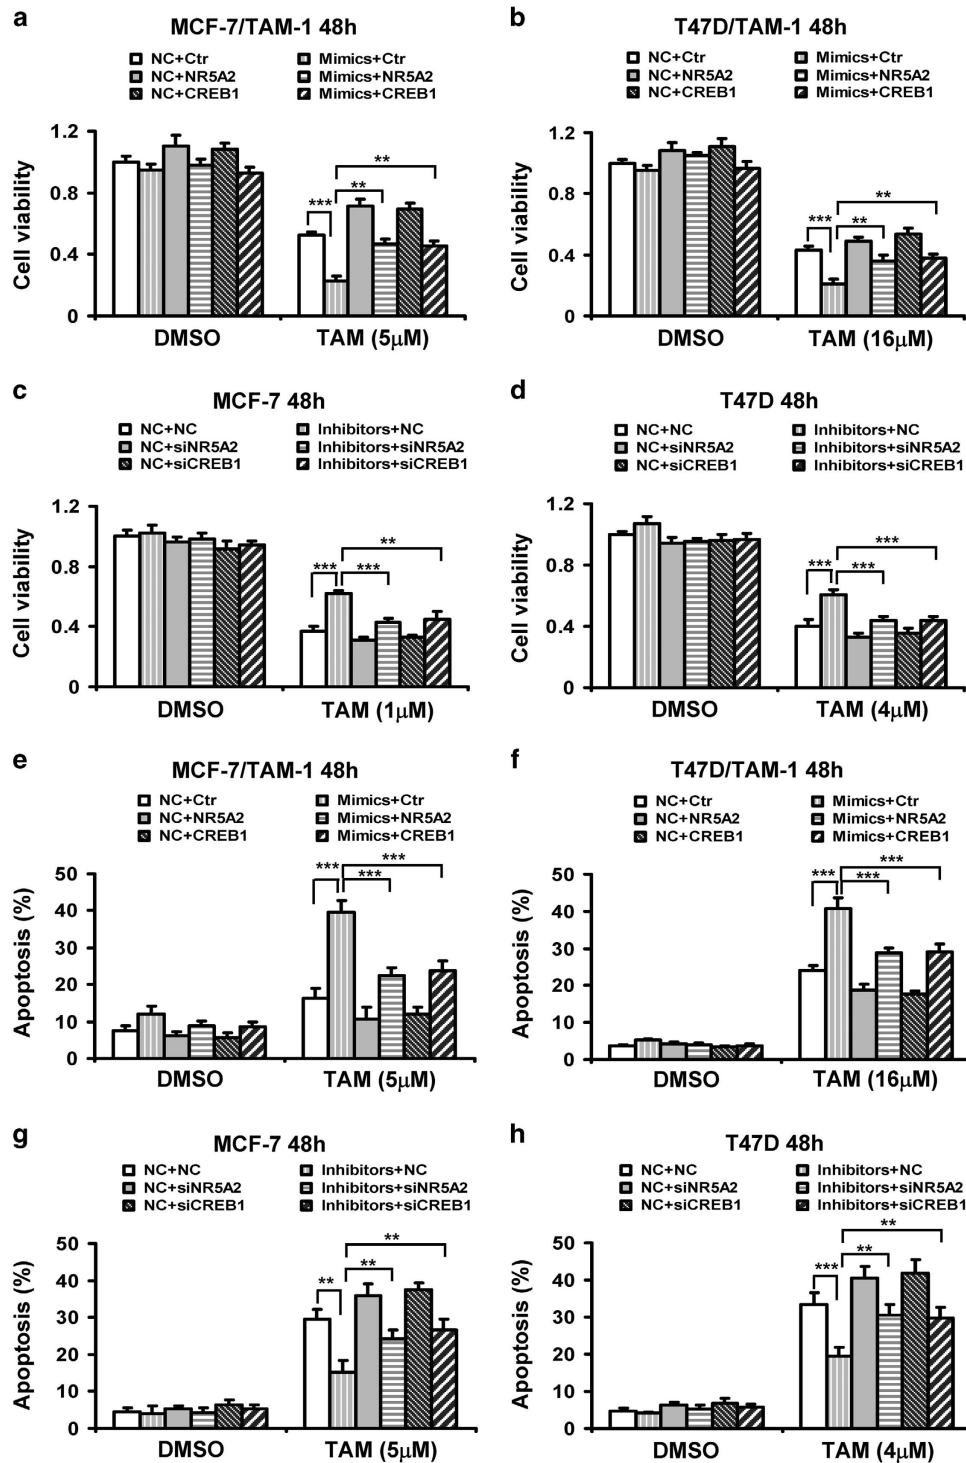 a
MCF-7/TAM-1 48h
NC+Ctr Mimics+Ctr
NC+NR5A2 Mimics+NR5A2
NC+CREB1 Mimics+CREB1
Cell viability
1.2
0.8
0.4
0
***
**
**
DMSO TAM (5μM)
b
T47D/TAM-1 48h
NC+Ctr Mimics+Ctr
NC+NR5A2 Mimics+NR5A2
NC+CREB1 Mimics+CREB1
Cell viability
1.2
0.8
0.4
0
***
**
**
DMSO TAM (16μM)
c
MCF-7 48h
NC+NC Inhibitors+NC
NC+siNR5A2 Inhibitors+siNR5A2
NC+siCREB1 Inhibitors+siCREB1
Cell viability
1.2
0.8
0.4
0
***
***
**
DMSO TAM (1μM)
d
T47D 48h
NC+NC Inhibitors+NC
NC+siNR5A2 Inhibitors+siNR5A2
NC+siCREB1 Inhibitors+siCREB1
Cell viability
1.2
0.8
0.4
0
***
***
***
DMSO TAM (4μM)
e
MCF-7/TAM-1 48h
NC+Ctr Mimics+Ctr
NC+NR5A2 Mimics+NR5A2
NC+CREB1 Mimics+CREB1
Apoptosis (%)
50
40
30
20
10
0
***
***
***
DMSO TAM (5μM)
f
T47D/TAM-1 48h
NC+Ctr Mimics+Ctr
NC+NR5A2 Mimics+NR5A2
NC+CREB1 Mimics+CREB1
Apoptosis (%)
50
40
30
20
10
0
***
***
***
DMSO TAM (16μM)
g
MCF-7 48h
NC+NC Inhibitors+NC
NC+siNR5A2 Inhibitors+siNR5A2
NC+siCREB1 Inhibitors+siCREB1
Apoptosis (%)
50
40
30
20
10
0
**
**
**
DMSO TAM (5μM)
h
T47D 48h
NC+NC Inhibitors+NC
NC+siNR5A2 Inhibitors+siNR5A2
NC+siCREB1 Inhibitors+siCREB1
Apoptosis (%)
50
40
30
20
10
0
***
**
**
DMSO TAM (4μM)